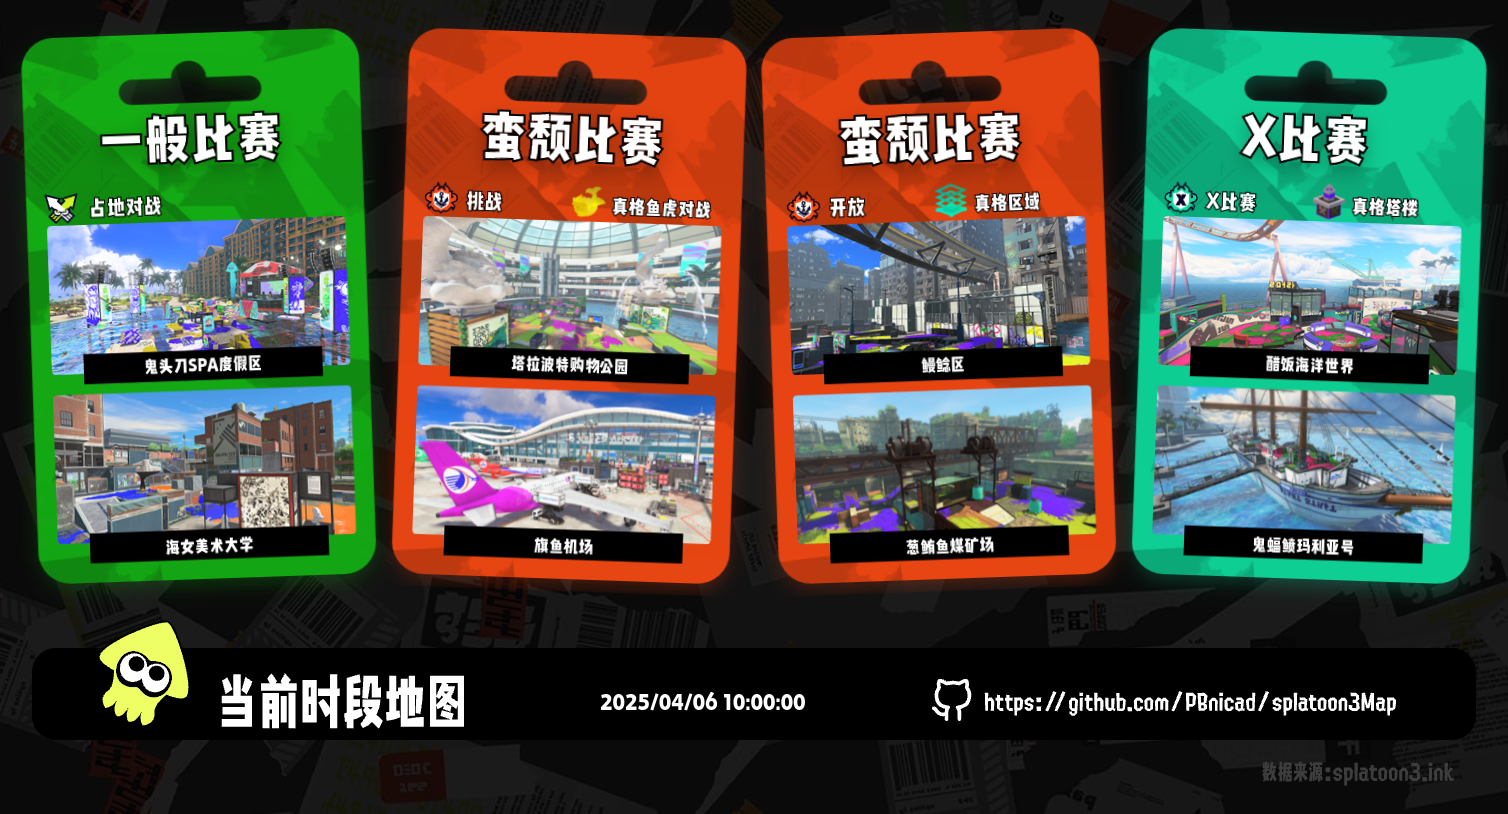 一般比赛
占地对战
鬼头刀SPA度假区
海女美术大学
蛮颓比赛
挑战
真格鱼虎对战
塔拉波特购物公园
旗鱼机场
蛮颓比赛
开放
真格区域
鳗鲶区
葱鲔鱼煤矿场
X比赛
X比赛
真格塔楼
醋饭海洋世界
鬼蝠鲼玛利亚号
当前时段地图
2025/04/06 10:00:00
https://github.com/PBnicad/splatoon3Map
数据来源:splatoon3.ink